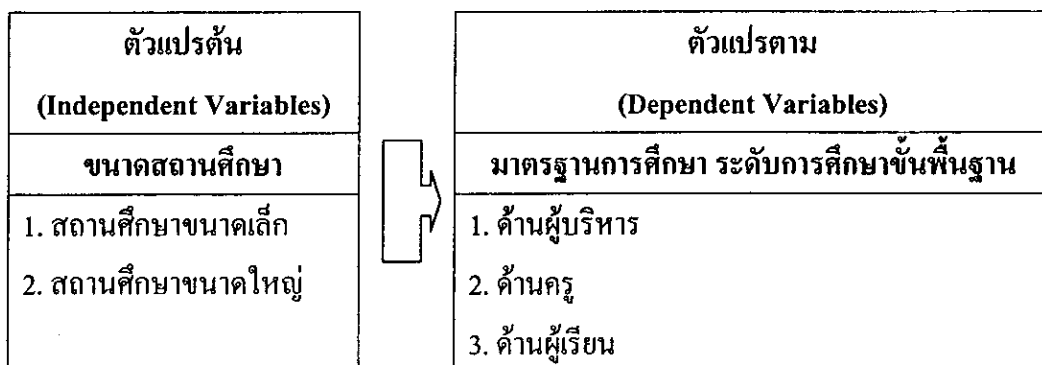 ตัวแปรต้น
(Independent Variables)
ขนาดสถานศึกษา
1. สถานศึกษาขนาดเล็ก
2. สถานศึกษาขนาดใหญ่
ตัวแปรตาม
(Dependent Variables)
มาตรฐานการศึกษา ระดับการศึกษาขั้นพื้นฐาน
1. ด้านผู้บริหาร
2. ด้านครู
3. ด้านผู้เรียน